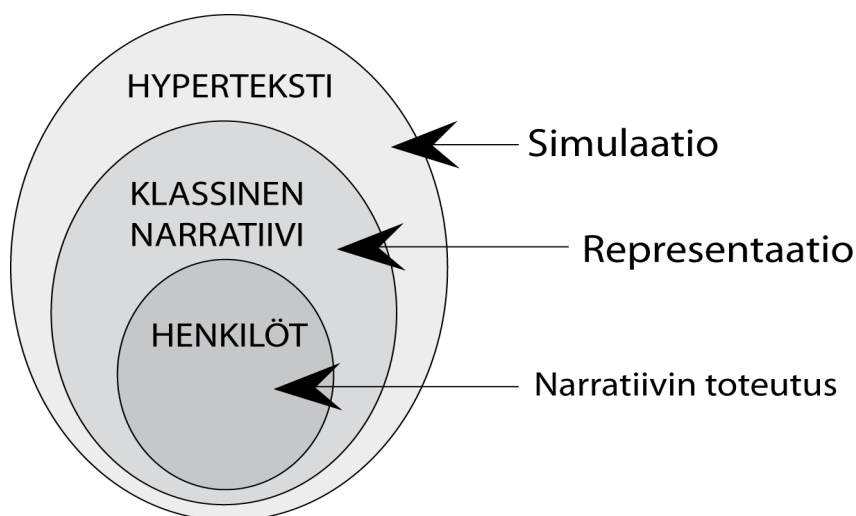 HYPERTEKSTI
Simulaatio
KLASSINEN
NARRATIIVI
Representaatio
HENKILÖT
Narratiivin toteutus